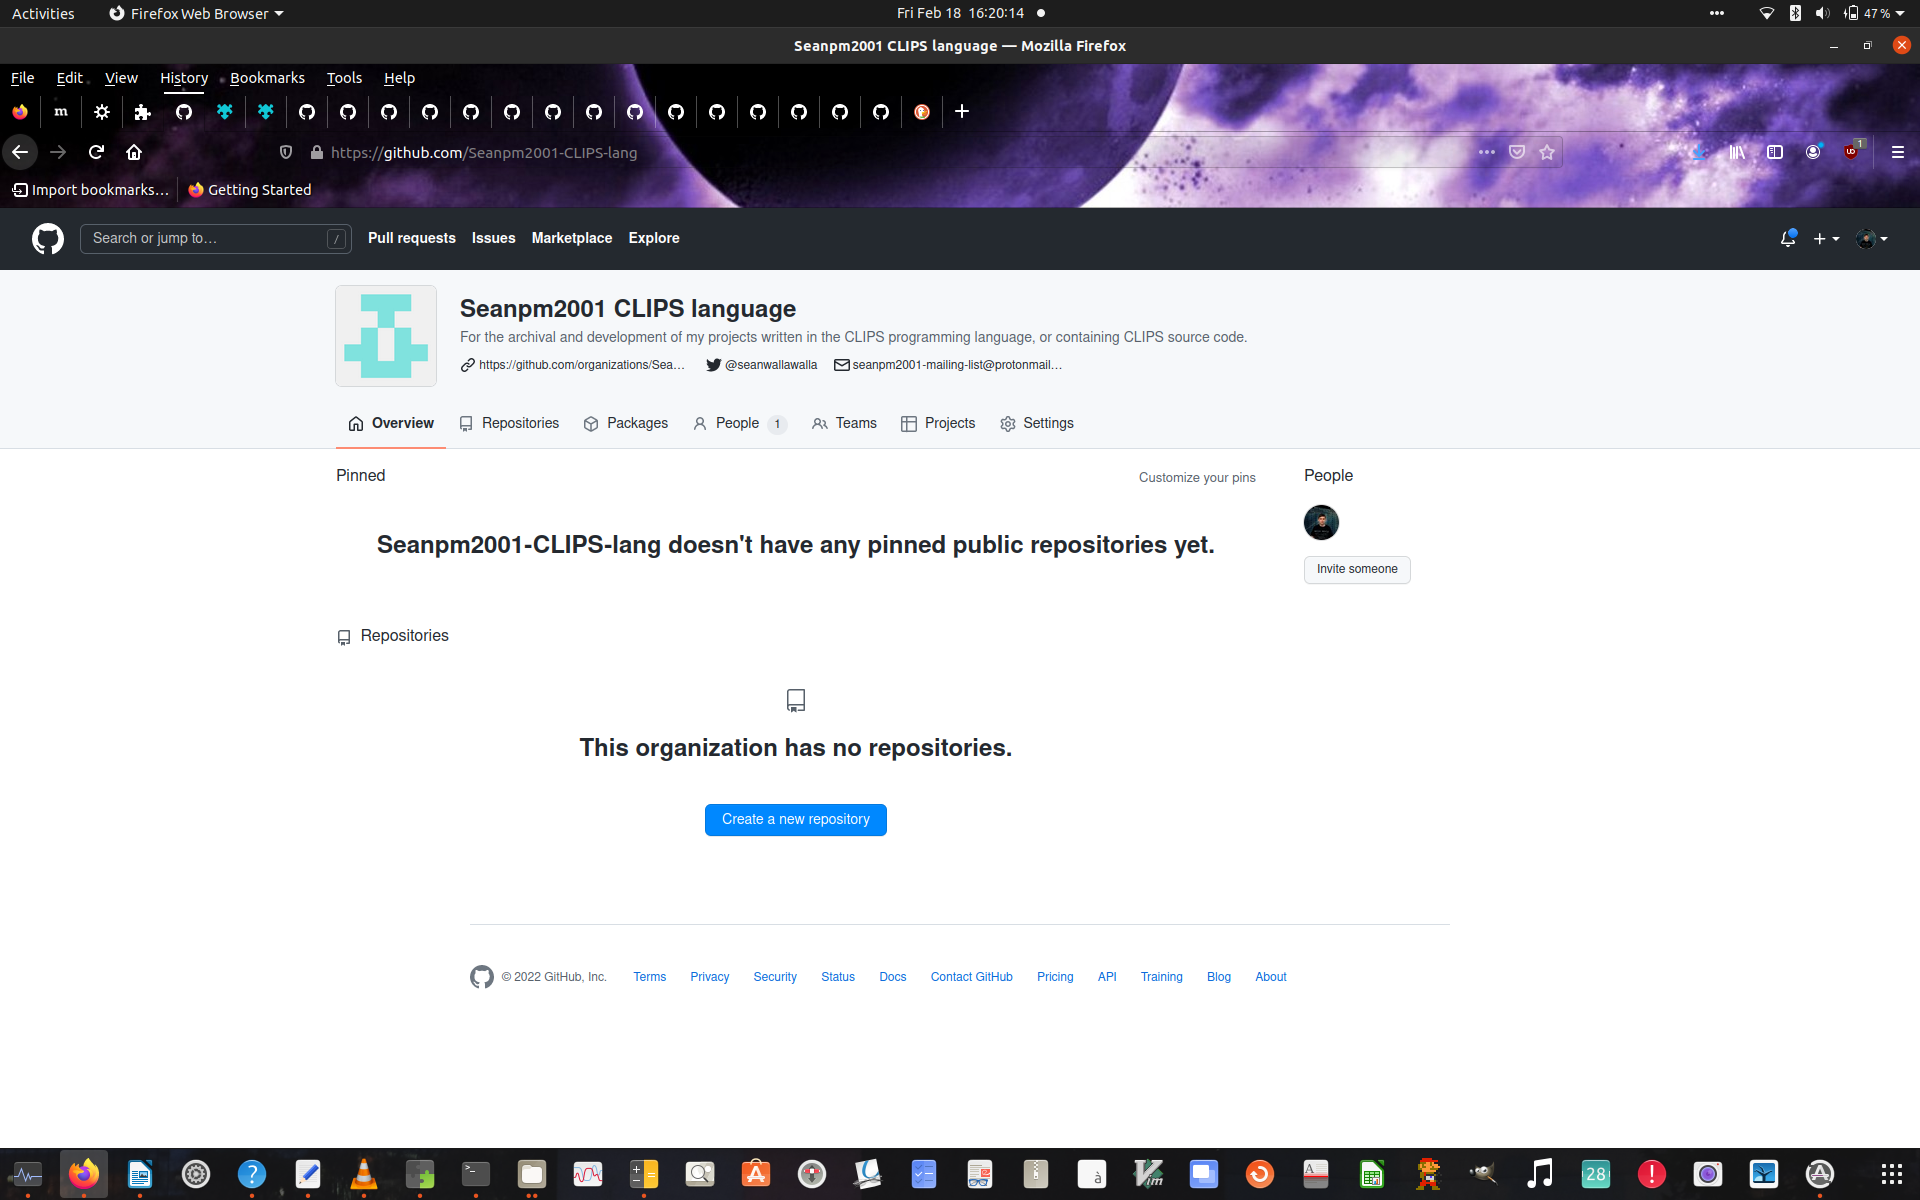 Activities Firefox Web Browser Fri Feb 18 16:20:14 47 %
Seanpm2001 CLIPS language — Mozilla Firefox
File Edit View History Bookmarks Tools Help
m
https://github.com/Seanpm2001-CLIPS-lang 1
Import bookmarks… Getting Started
Search or jump to… / Pull requests Issues Marketplace Explore
Seanpm2001 CLIPS language
For the archival and development of my projects written in the CLIPS programming language, or containing CLIPS source code.
https://github.com/organizations/Sea… @seanwallawalla seanpm2001-mailing-list@protonmail…
Overview Repositories Packages People 1 Teams Projects Settings
Pinned Customize your pins People
Seanpm2001-CLIPS-lang doesn't have any pinned public repositories yet.
Invite someone
Repositories
This organization has no repositories.
Create a new repository
© 2022 GitHub, Inc. Terms Privacy Security Status Docs Contact GitHub Pricing API Training Blog About
28